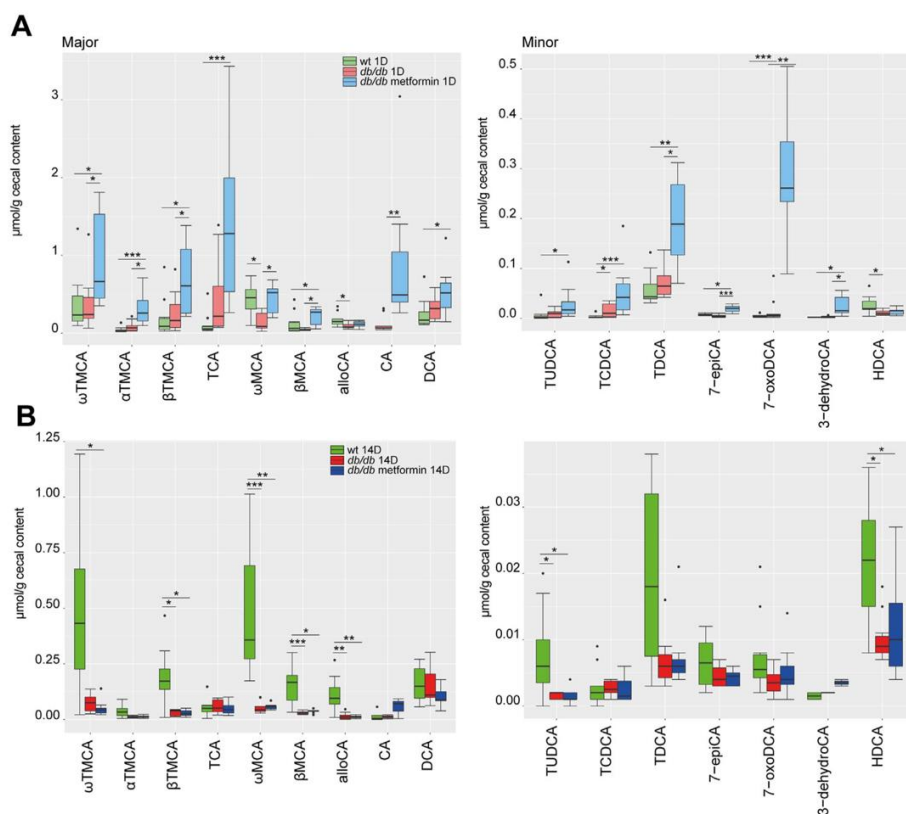 A
Major
Minor
wt 1D
db/db 1D
db/db metformin 1D
µmol/g cecal content
3
2
1
0
* * *** * * * *** * * * * * ** *
ωTMCA αTMCA βTMCA TCA ωMCA βMCA alloCA CA DCA
µmol/g cecal content
0.5
0.4
0.3
0.2
0.1
0.0
* *** * ** * * *** *** ** * * *
TUDCA TCDCA TDCA 7-epiCA 7-oxoDCA 3-dehydroCA HDCA
B
wt 14D
db/db 14D
db/db metformin 14D
µmol/g cecal content
1.25
1.00
0.75
0.50
0.25
0.00
* * * ** *** * *** ** **
ωTMCA αTMCA βTMCA TCA ωMCA βMCA alloCA CA DCA
µmol/g cecal content
0.03
0.02
0.01
0.00
* * * *
TUDCA TCDCA TDCA 7-epiCA 7-oxoDCA 3-dehydroCA HDCA